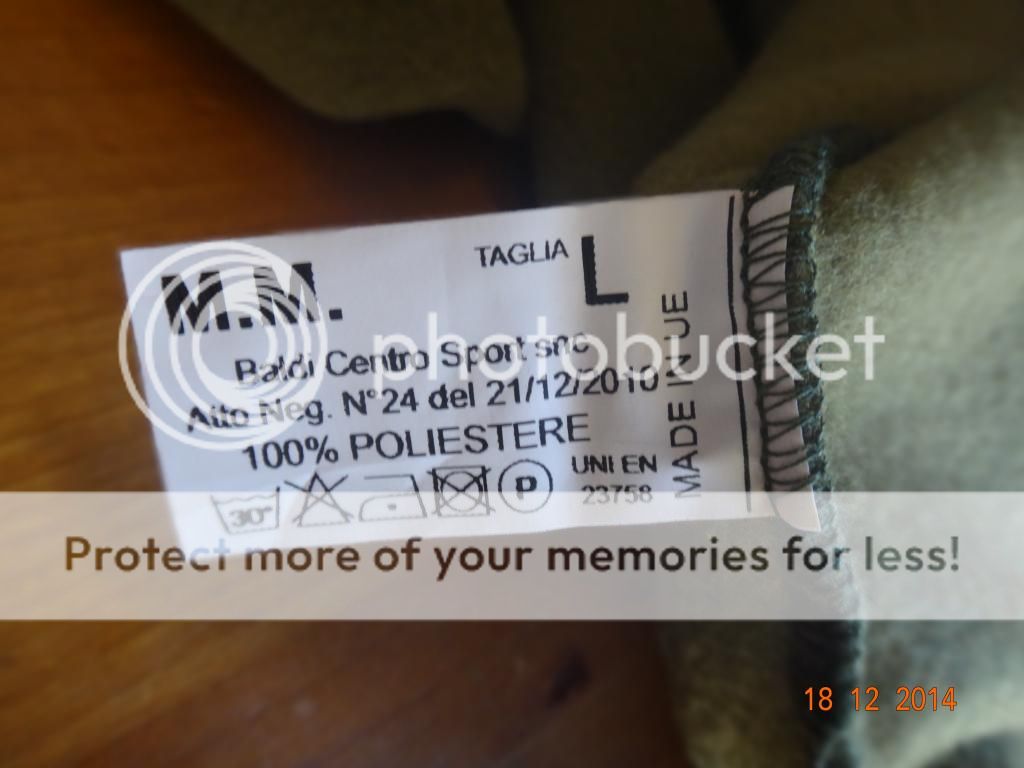 M.M.
TAGLIA L
Baldi Centro Sport snc
Atto Neg. N°24 del 21/12/2010
100% POLIESTERE
30°
P
UNI EN
23758
MADE IN UE
photobucket
Protect more of your memories for less!
18 12 2014